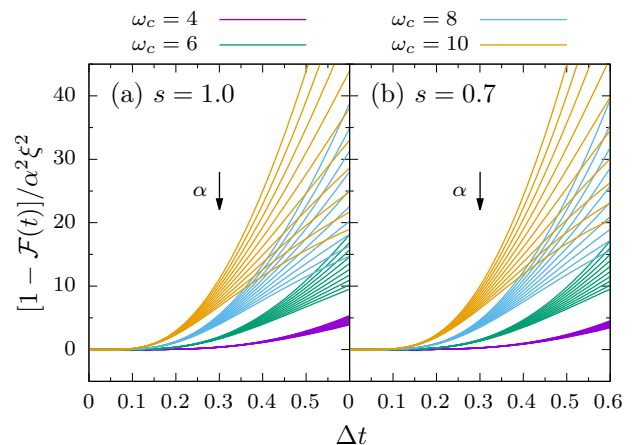 ω_c = 4 ω_c = 8
ω_c = 6 ω_c = 10
[1 − F(t)]/α²ξ²
40
30
20
10
0
(a) s = 1.0
α
(b) s = 0.7
α
0 0.1 0.2 0.3 0.4 0.5 0 0.1 0.2 0.3 0.4 0.5 0.6
Δt